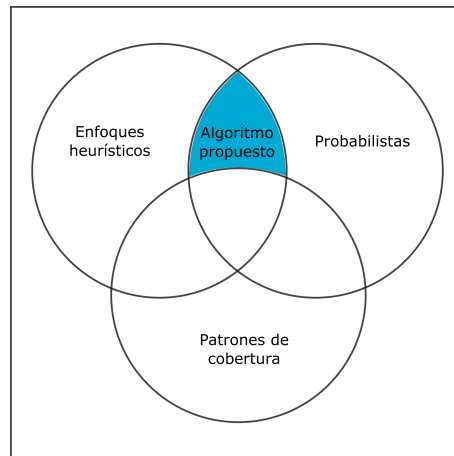 Enfoques
heurísticos
Algoritmo
propuesto
Probabilistas
Patrones de
cobertura